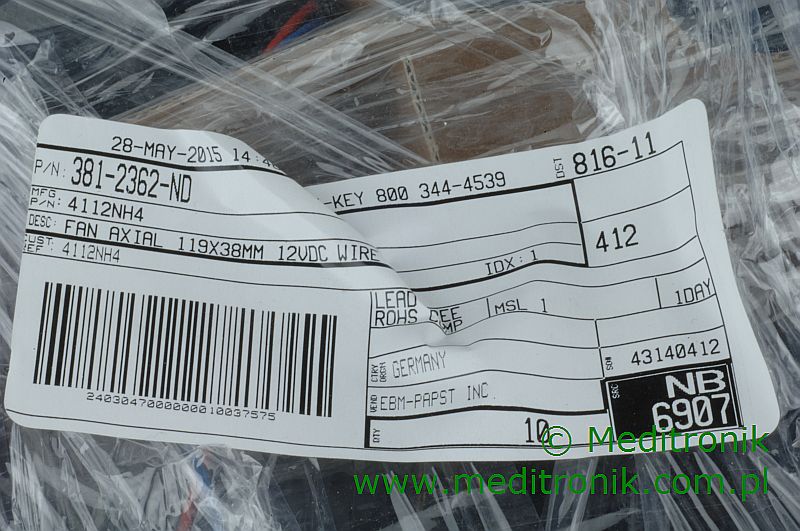 28-MAY-2015 14:4
P/N: 381-2362-ND
-KEY 800 344-4539
DST 816-11
MFG P/N: 4112NH4
DESC: FAN AXIAL 119X38MM 12VDC WIRE
CUST REF: 4112NH4
412
IDX: 1
LEAD
ROHS
MSL 1
1DAY
CTRY ORGN GERMANY
SO# 43140412
VEND EBM-PAPST INC.
SRC NB 6907
QTY 10
24030470000000010037575
© Meditronik
www.meditronik.com.pl